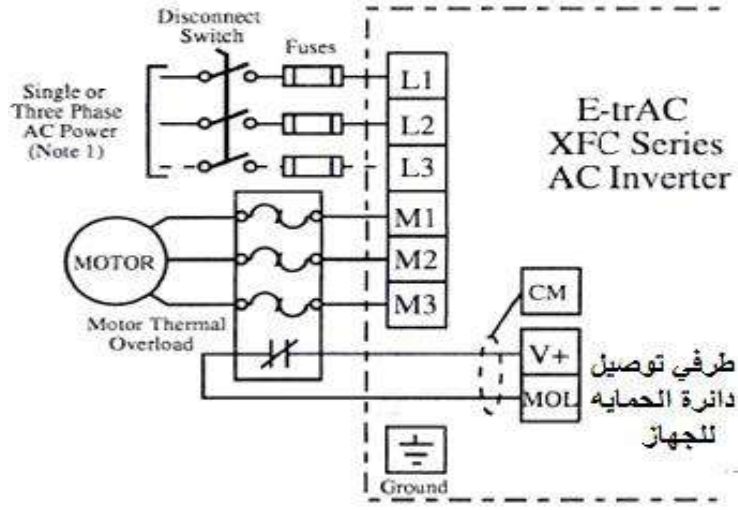 Disconnect
Switch
Fuses
Single or
Three Phase
AC Power
(Note 1)
L1
L2
L3
M1
M2
M3
E-trAC
XFC Series
AC Inverter
MOTOR
Motor Thermal
Overload
CM
V+
MOL
طرفي توصيل
دائرة الحمايه
للجهاز
Ground